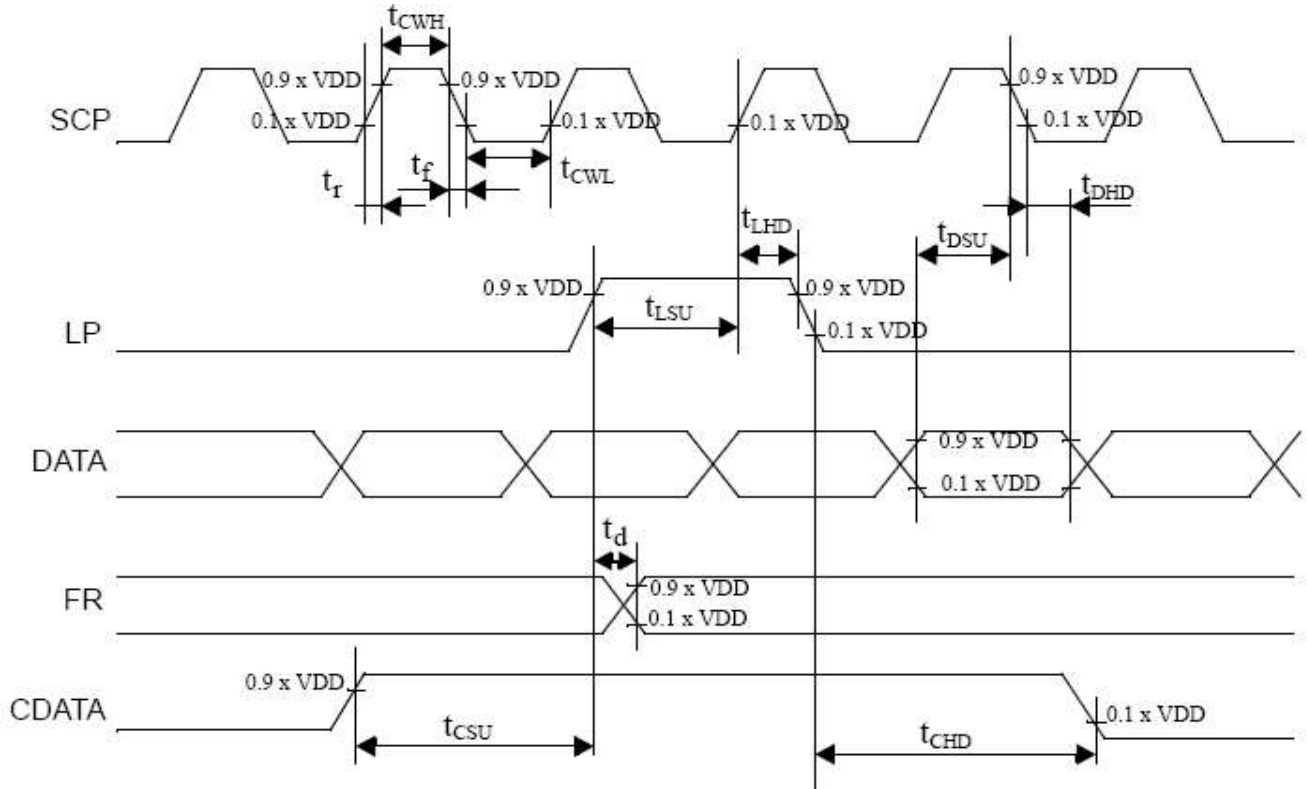 tCWH
0.9 x VDD
0.9 x VDD
0.9 x VDD
SCP
0.1 x VDD
0.1 x VDD
0.1 x VDD
0.1 x VDD
tr
tf
tCWL
tDHD
tLHD
tDSU
0.9 x VDD
0.9 x VDD
tLSU
LP
0.1 x VDD
DATA
0.9 x VDD
0.1 x VDD
td
FR
0.9 x VDD
0.1 x VDD
0.9 x VDD
CDATA
0.1 x VDD
tCSU
tCHD